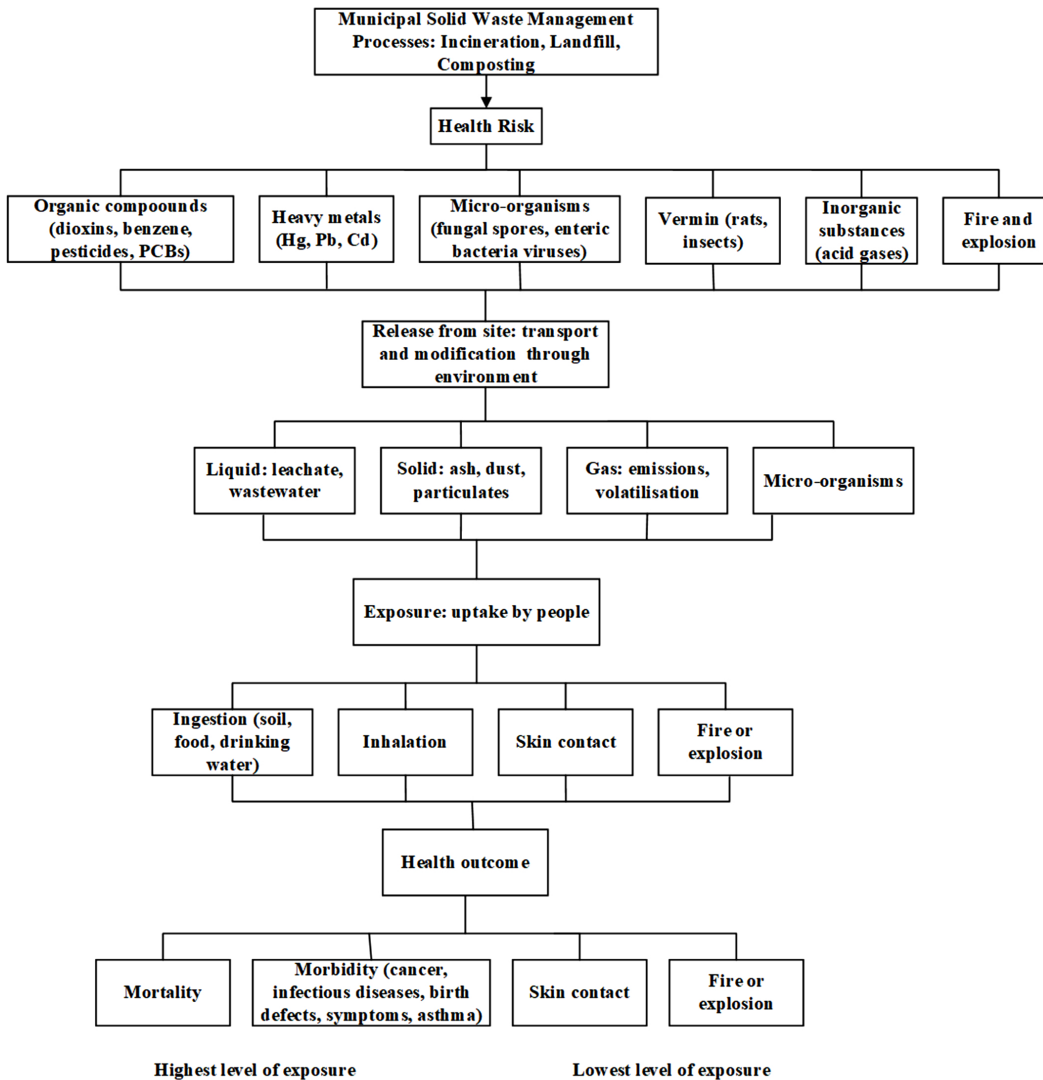 Municipal Solid Waste Management
Processes: Incineration, Landfill,
Composting
Health Risk
Organic compoounds
(dioxins, benzene,
pesticides, PCBs)
Heavy metals
(Hg, Pb, Cd)
Micro-organisms
(fungal spores, enteric
bacteria viruses)
Vermin (rats,
insects)
Inorganic
substances
(acid gases)
Fire and
explosion
Release from site: transport
and modification through
environment
Liquid: leachate,
wastewater
Solid: ash, dust,
particulates
Gas: emissions,
volatilisation
Micro-organisms
Exposure: uptake by people
Ingestion (soil,
food, drinking
water)
Inhalation
Skin contact
Fire or
explosion
Health outcome
Mortality
Morbidity (cancer,
infectious diseases, birth
defects, symptoms, asthma)
Skin contact
Fire or
explosion
Highest level of exposure
Lowest level of exposure